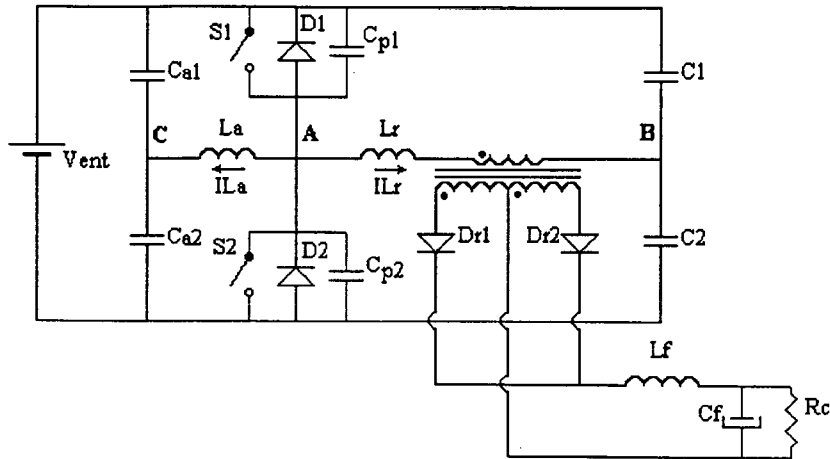 S1 D1 Cp1
Ca1 C1
C La A Lr B
Vent
ILa ILr
Ca2 S2 D2 Cp2 Dr1 Dr2 C2
Lf
Cf Rc